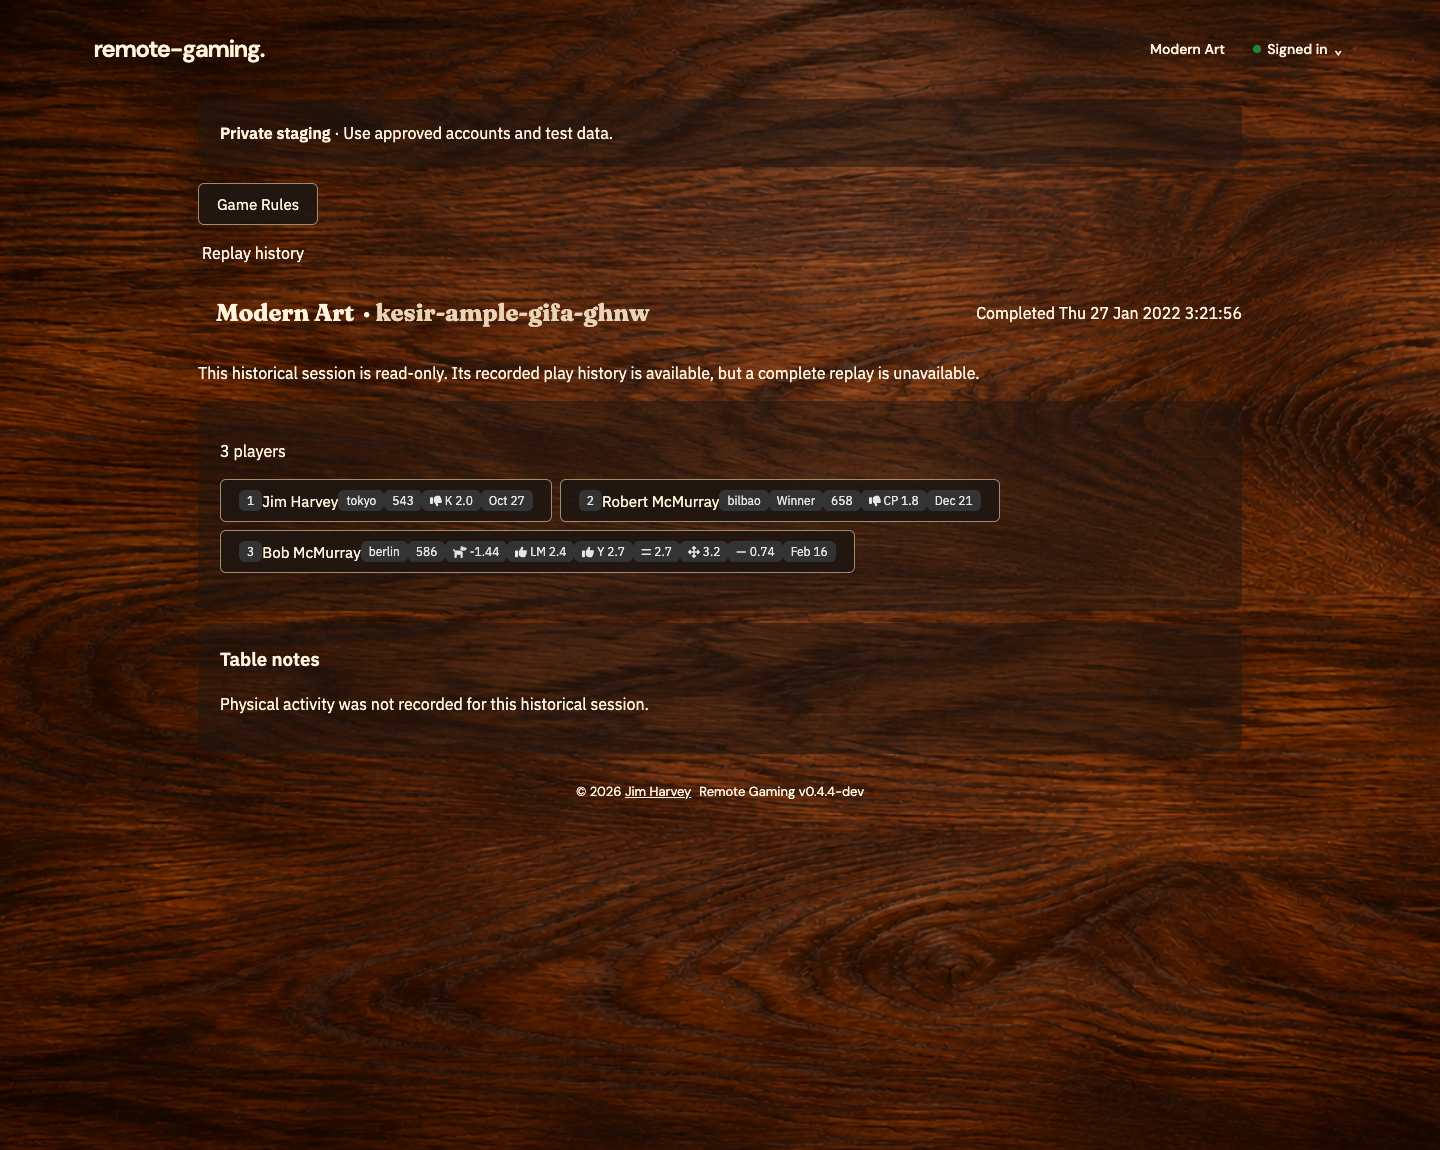 remote-gaming.
Modern Art Signed in
Private staging · Use approved accounts and test data.
Game Rules
Replay history
Modern Art · kesir-ample-gifa-ghnw
Completed Thu 27 Jan 2022 3:21:56
This historical session is read-only. Its recorded play history is available, but a complete replay is unavailable.
3 players
1 Jim Harvey tokyo 543 K 2.0 Oct 27
2 Robert McMurray bilbao Winner 658 CP 1.8 Dec 21
3 Bob McMurray berlin 586 -1.44 LM 2.4 Y 2.7 = 2.7 3.2 — 0.74 Feb 16
Table notes
Physical activity was not recorded for this historical session.
© 2026 Jim Harvey Remote Gaming v0.4.4-dev